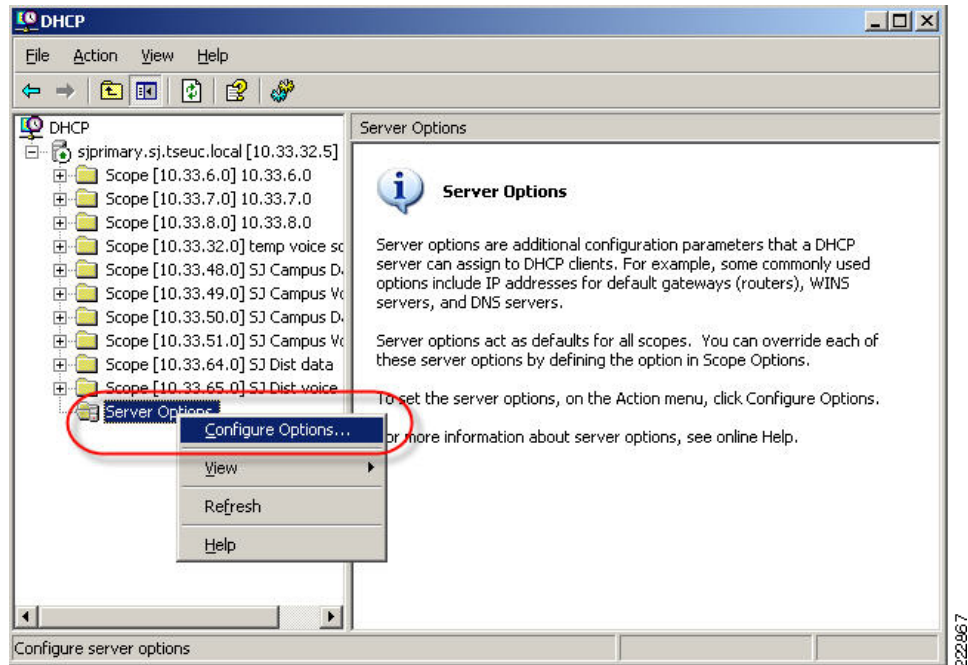 DHCP
File Action View Help
DHCP
sjprimary.sj.tseuc.local [10.33.32.5]
Scope [10.33.6.0] 10.33.6.0
Scope [10.33.7.0] 10.33.7.0
Scope [10.33.8.0] 10.33.8.0
Scope [10.33.32.0] temp voice sc
Scope [10.33.48.0] SJ Campus D
Scope [10.33.49.0] SJ Campus Vo
Scope [10.33.50.0] SJ Campus D
Scope [10.33.51.0] SJ Campus Vo
Scope [10.33.64.0] SJ Dist data
Scope [10.33.65.0] SJ Dist voice
Server Options
Configure Options...
View
Refresh
Help
Server Options
Server Options
Server options are additional configuration parameters that a DHCP
server can assign to DHCP clients. For example, some commonly used
options include IP addresses for default gateways (routers), WINS
servers, and DNS servers.
Server options act as defaults for all scopes. You can override each of
these server options by defining the option in Scope Options.
To set the server options, on the Action menu, click Configure Options.
or more information about server options, see online Help.
Configure server options
222867